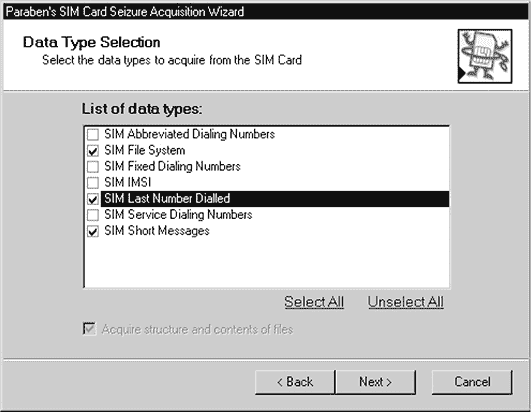 Paraben's SIM Card Seizure Acquisition Wizard
Data Type Selection
Select the data types to acquire from the SIM Card
List of data types:
SIM Abbreviated Dialing Numbers
SIM File System
SIM Fixed Dialing Numbers
SIM IMSI
SIM Last Number Dialled
SIM Service Dialing Numbers
SIM Short Messages
Select All Unselect All
Acquire structure and contents of files
< Back Next > Cancel